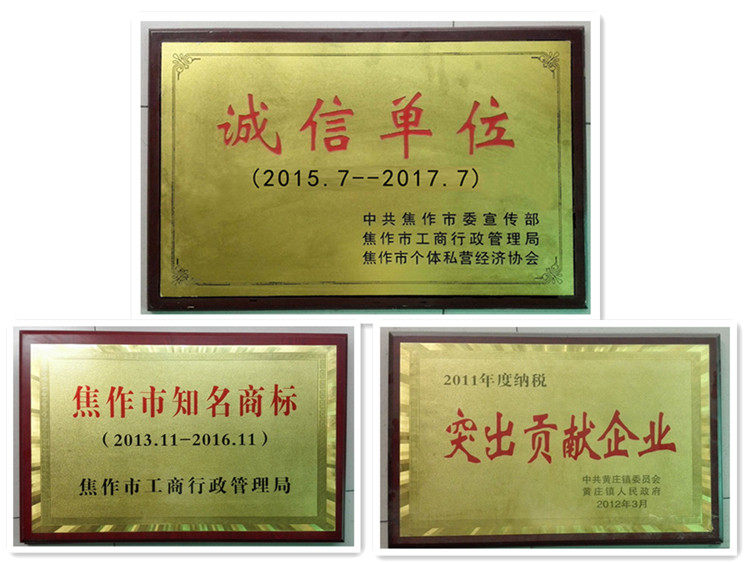 诚信单位
(2015.7--2017.7)
中共焦作市委宣传部
焦作市工商行政管理局
焦作市个体私营经济协会
焦作市知名商标
(2013.11-2016.11)
焦作市工商行政管理局
2011年度纳税
突出贡献企业
中共黄庄镇委员会
黄庄镇人民政府
2012年3月